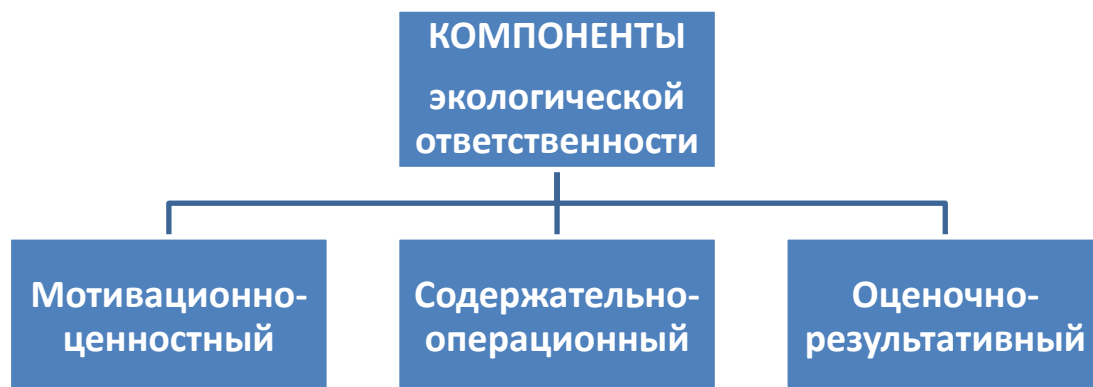 КОМПОНЕНТЫ
экологической
ответственности
Мотивационно-
ценностный
Содержательно-
операционный
Оценочно-
результативный